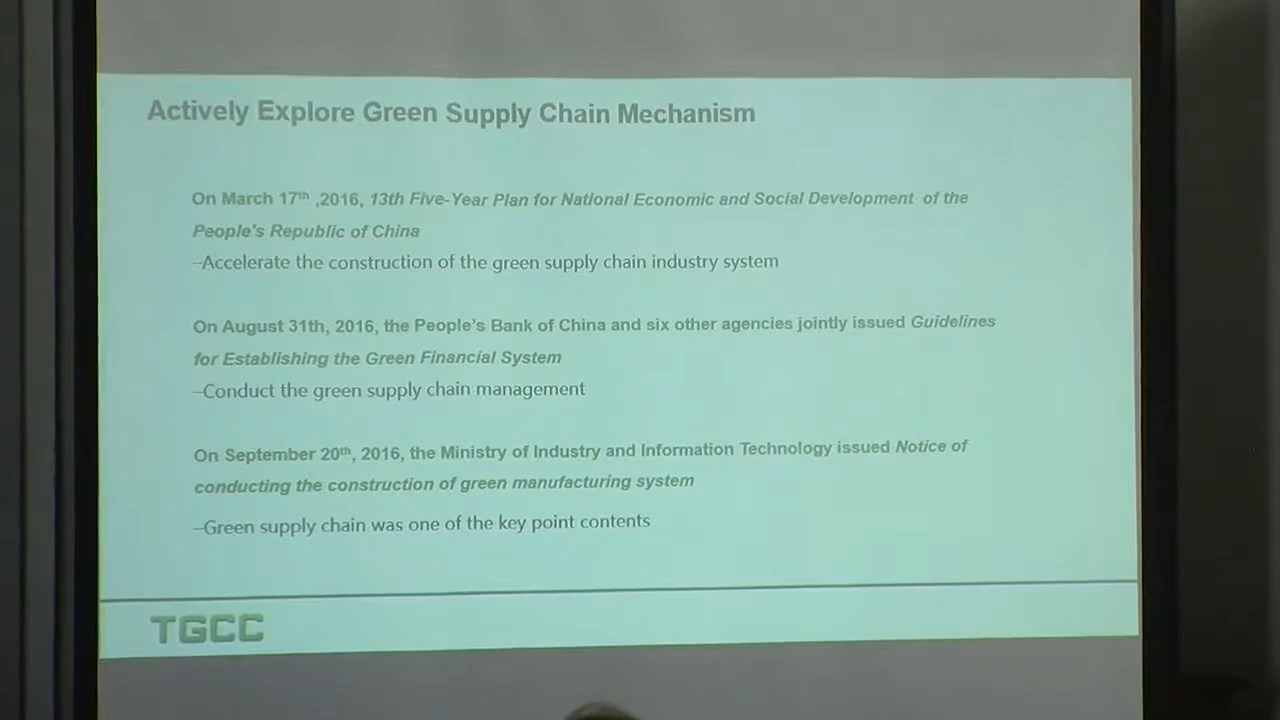 Actively Explore Green Supply Chain Mechanism
On March 17th ,2016, 13th Five-Year Plan for National Economic and Social Development of the
People's Republic of China
–Accelerate the construction of the green supply chain industry system
On August 31th, 2016, the People's Bank of China and six other agencies jointly issued Guidelines
for Establishing the Green Financial System
–Conduct the green supply chain management
On September 20th, 2016, the Ministry of Industry and Information Technology issued Notice of
conducting the construction of green manufacturing system
–Green supply chain was one of the key point contents
TGCC